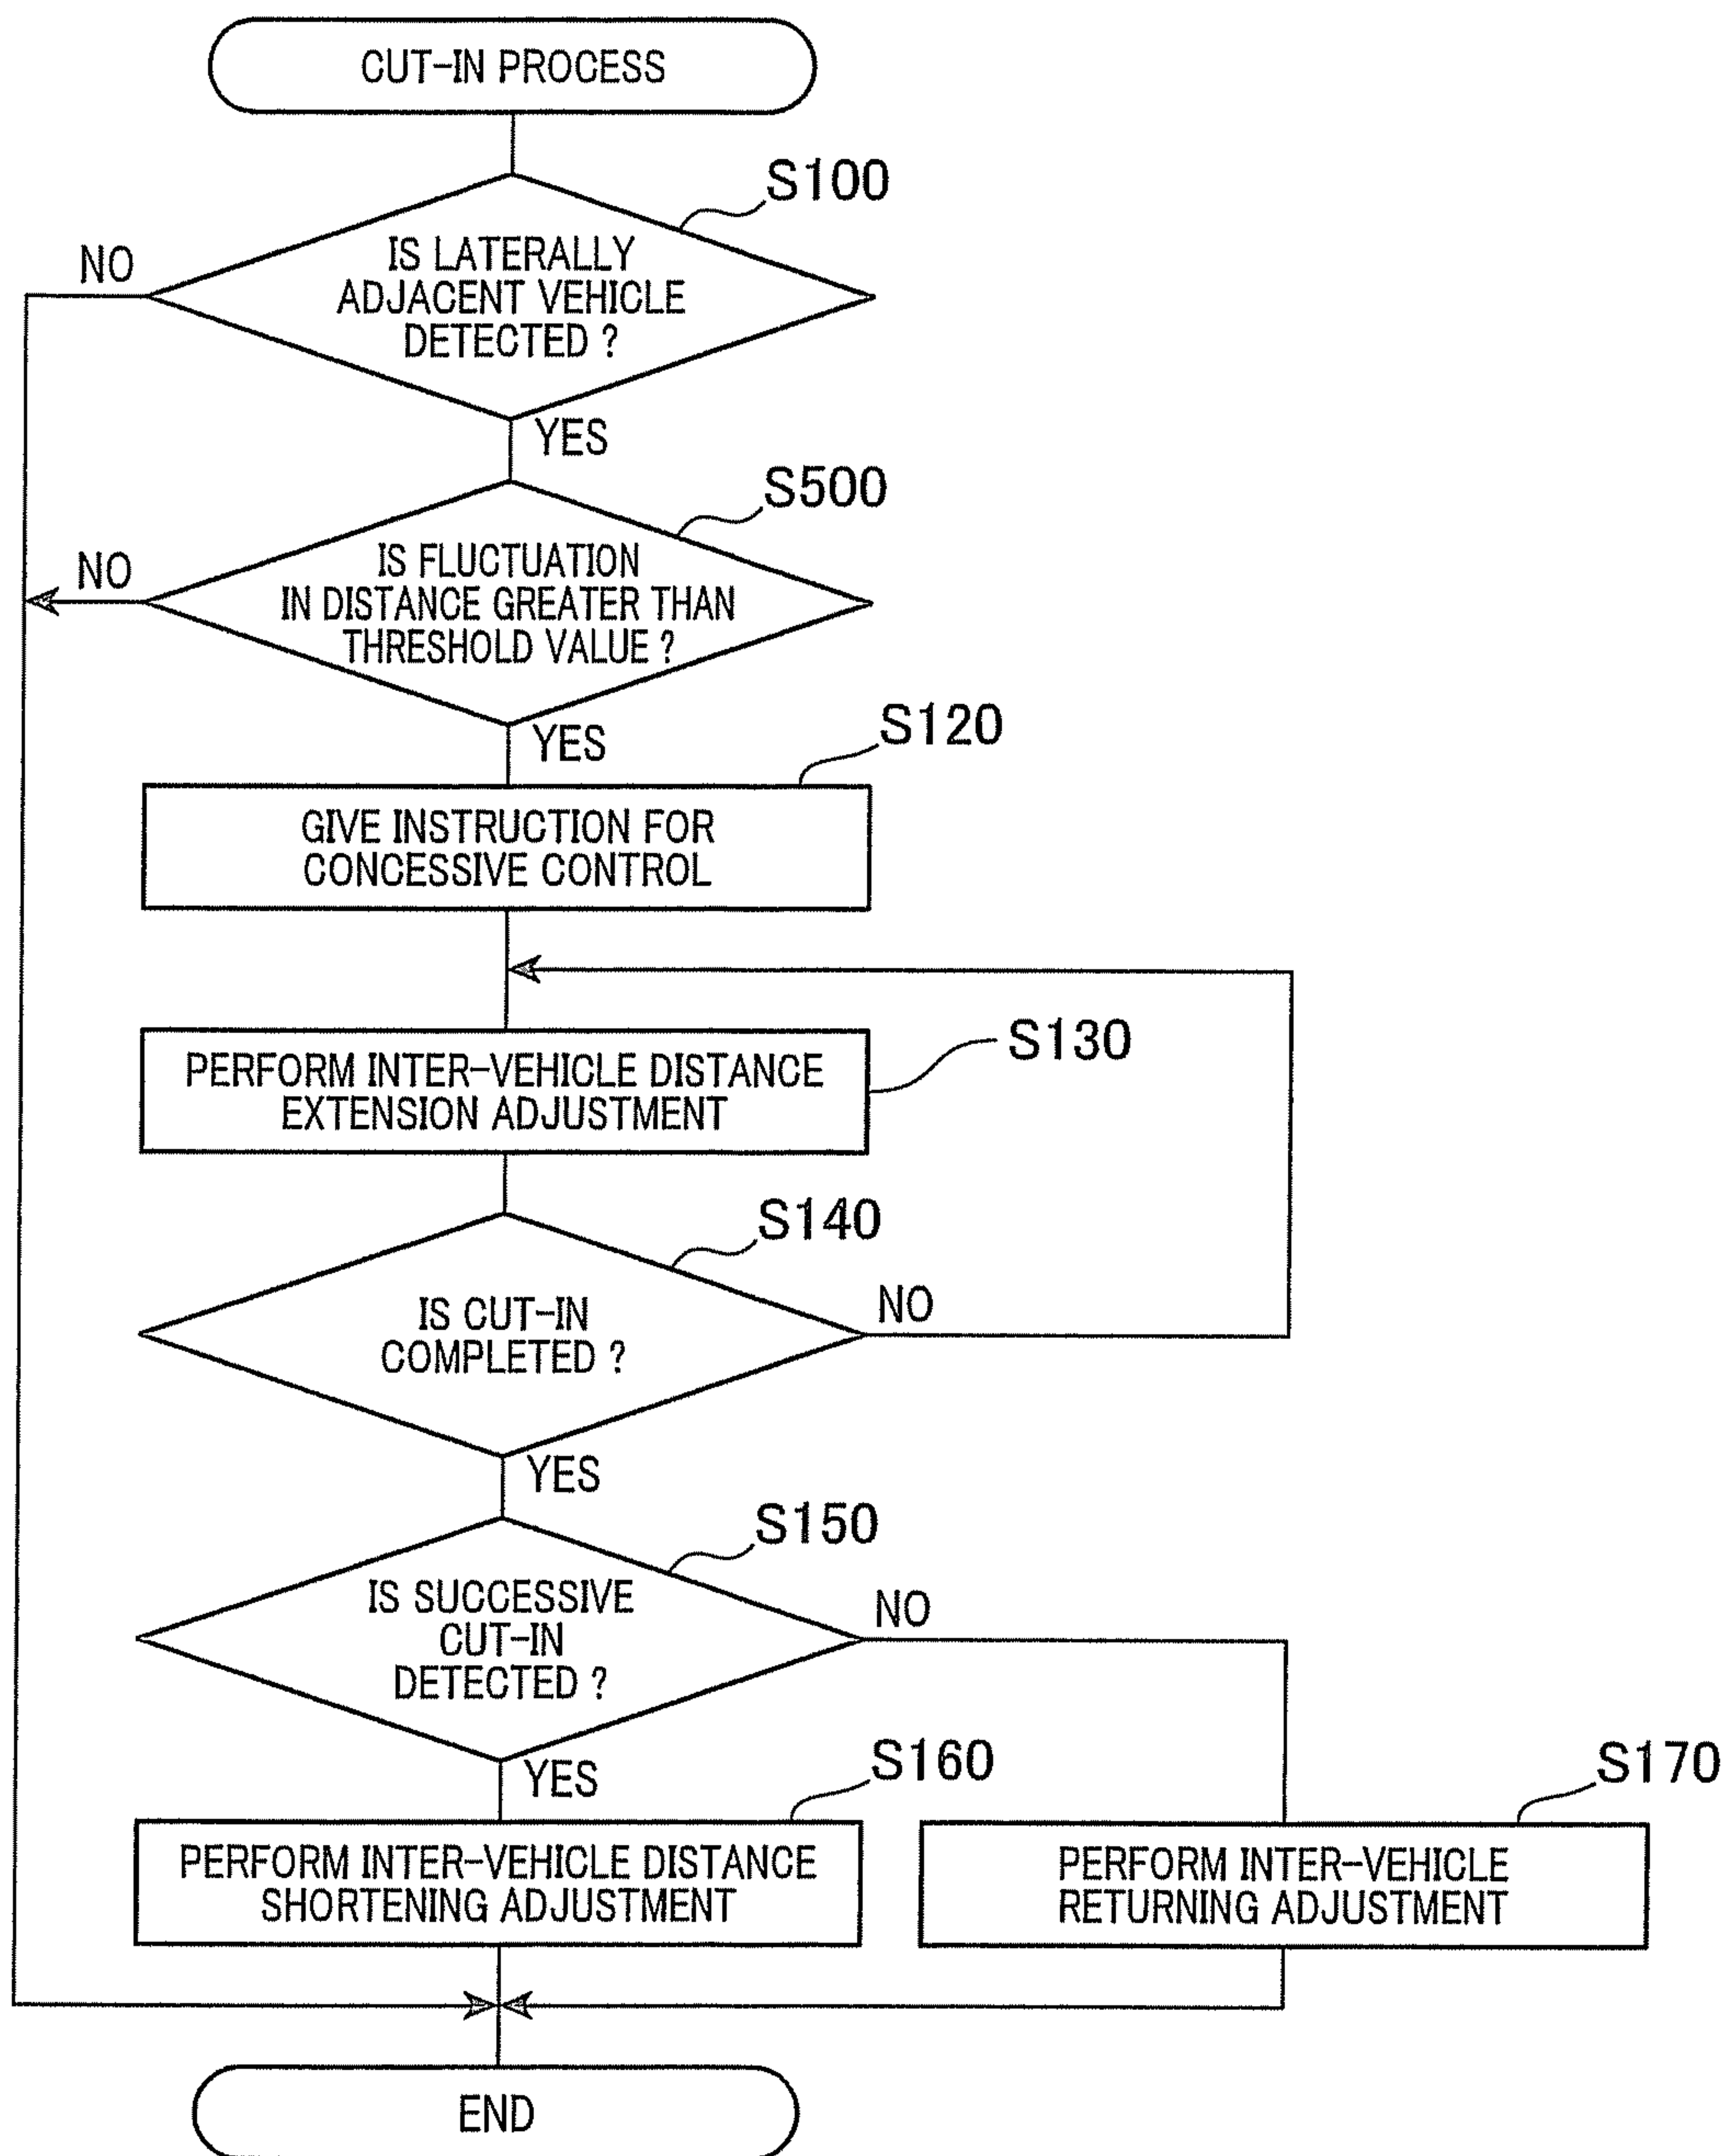 CUT-IN PROCESS
S100
IS LATERALLY
ADJACENT VEHICLE
DETECTED ?
NO
YES
S500
IS FLUCTUATION
IN DISTANCE GREATER THAN
THRESHOLD VALUE ?
NO
YES
S120
GIVE INSTRUCTION FOR
CONCESSIVE CONTROL
S130
PERFORM INTER-VEHICLE DISTANCE
EXTENSION ADJUSTMENT
S140
IS CUT-IN
COMPLETED ?
NO
YES
S150
IS SUCCESSIVE
CUT-IN
DETECTED ?
NO
YES
S160
PERFORM INTER-VEHICLE DISTANCE
SHORTENING ADJUSTMENT
S170
PERFORM INTER-VEHICLE
RETURNING ADJUSTMENT
END